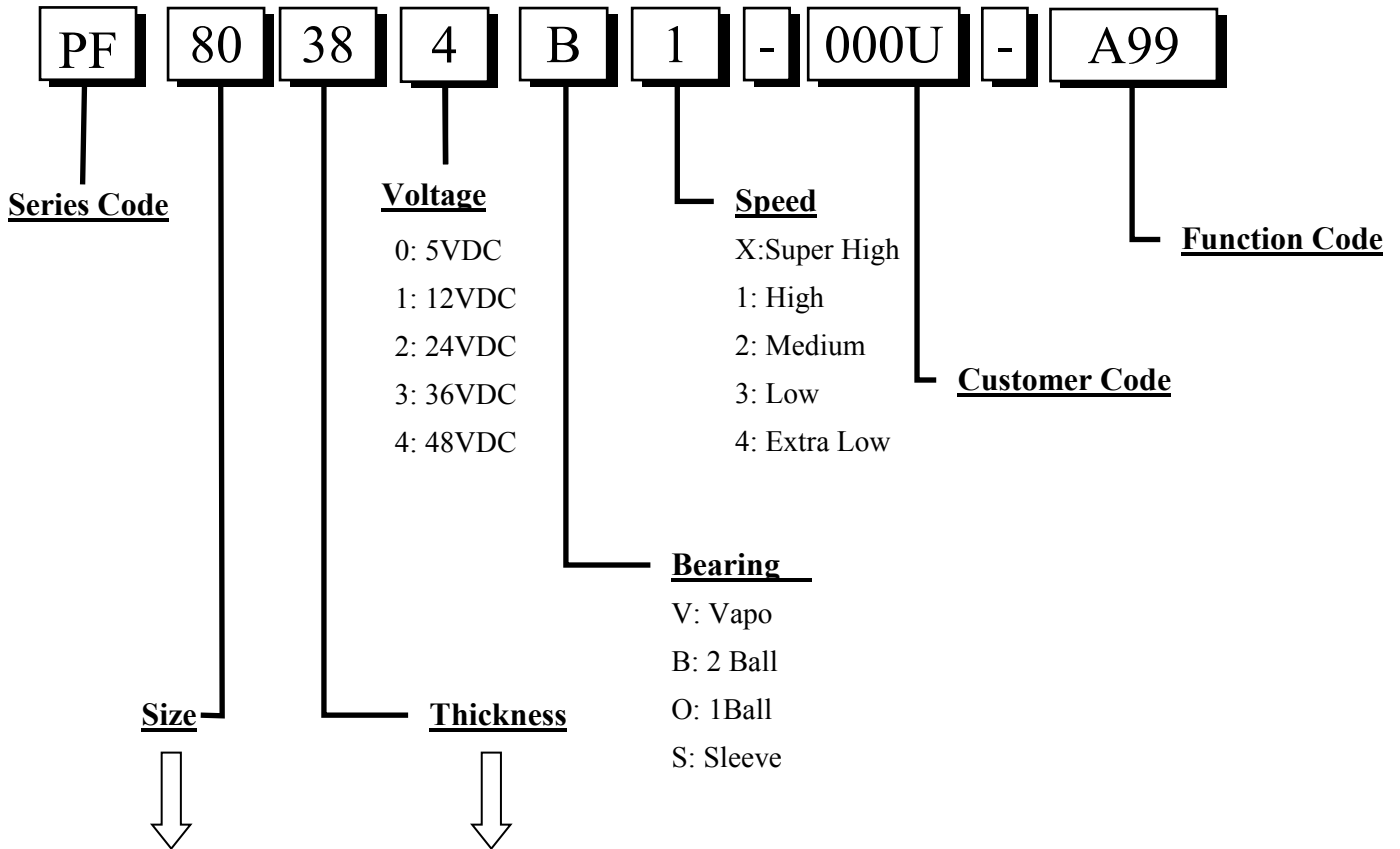 PF 80 38 4 B 1 - 000U - A99
Series Code
Voltage
0: 5VDC
1: 12VDC
2: 24VDC
3: 36VDC
4: 48VDC
Speed
X:Super High
1: High
2: Medium
3: Low
4: Extra Low
Function Code
Customer Code
Bearing
V: Vapo
B: 2 Ball
O: 1Ball
S: Sleeve
Size
Thickness